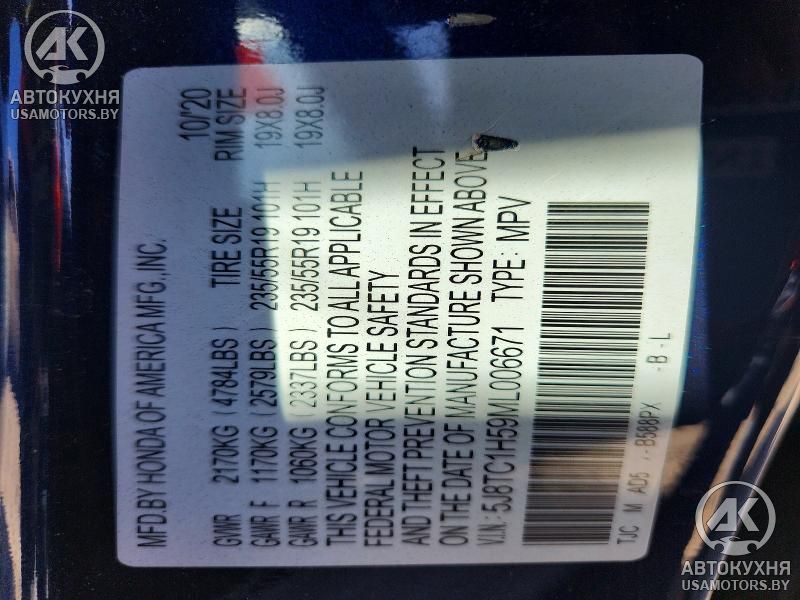 AK
АВТОКУХНЯ
USAMOTORS.BY
MFD.BY HONDA OF AMERICA MFG.,INC. 10/'20
GVWR 2170KG ( 4784LBS ) TIRE SIZE RIM SIZE
GAWR F 1170KG ( 2579LBS ) 235/55R19 101H 19X8.0J
GAWR R 1060KG ( 2337LBS ) 235/55R19 101H 19X8.0J
THIS VEHICLE CONFORMS TO ALL APPLICABLE
FEDERAL MOTOR VEHICLE SAFETY
AND THEFT PREVENTION STANDARDS IN EFFECT
ON THE DATE OF MANUFACTURE SHOWN ABOVE.
V.I.N: 5J8TC1H59ML006671 TYPE: MPV
TJC M AD5 -B588PX -B-L
AK
АВТОКУХНЯ
USAMOTORS.BY